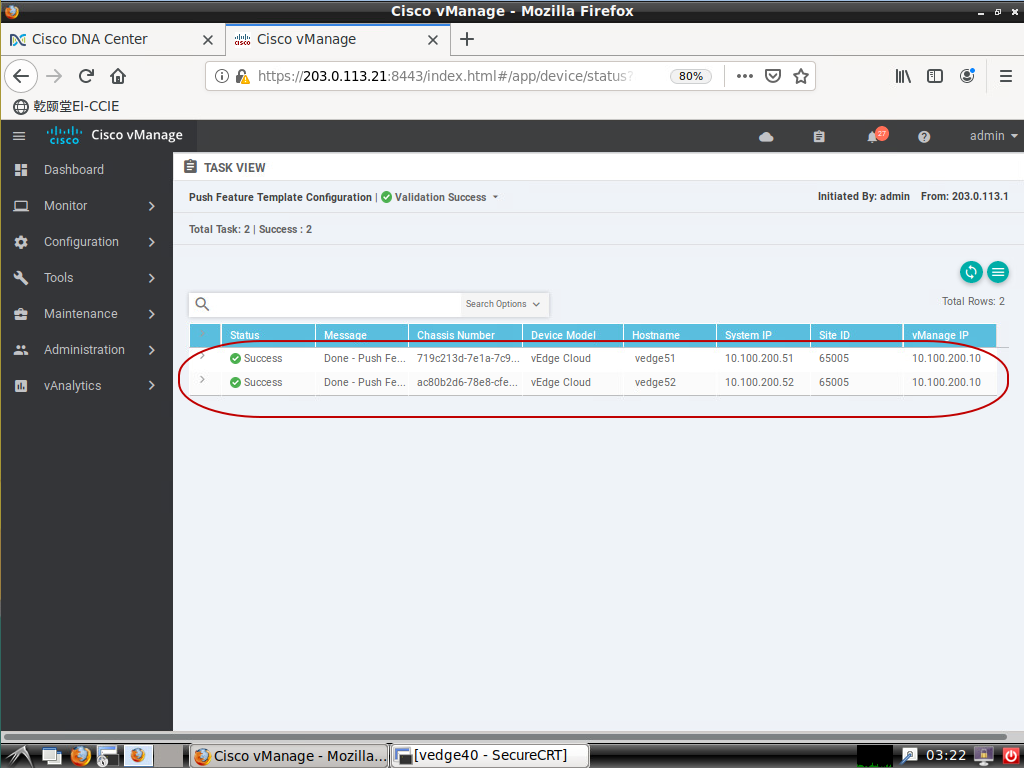 Cisco vManage - Mozilla Firefox
Cisco DNA Center
Cisco vManage
https://203.0.113.21:8443/index.html#/app/device/status?
80%
乾颐堂EI-CCIE
cisco
Cisco vManage
27
admin
Dashboard
Monitor
Configuration
Tools
Maintenance
Administration
vAnalytics
TASK VIEW
Push Feature Template Configuration | Validation Success
Initiated By: admin From: 203.0.113.1
Total Task: 2 | Success : 2
Total Rows: 2
Search Options
Status Message Chassis Number Device Model Hostname System IP Site ID vManage IP
Success Done - Push Fe... 719c213d-7e1a-7c9... vEdge Cloud vedge51 10.100.200.51 65005 10.100.200.10
Success Done - Push Fe... ac80b2d6-78e8-cfe... vEdge Cloud vedge52 10.100.200.52 65005 10.100.200.10
Cisco vManage - Mozilla...
[vedge40 - SecureCRT]
03:22